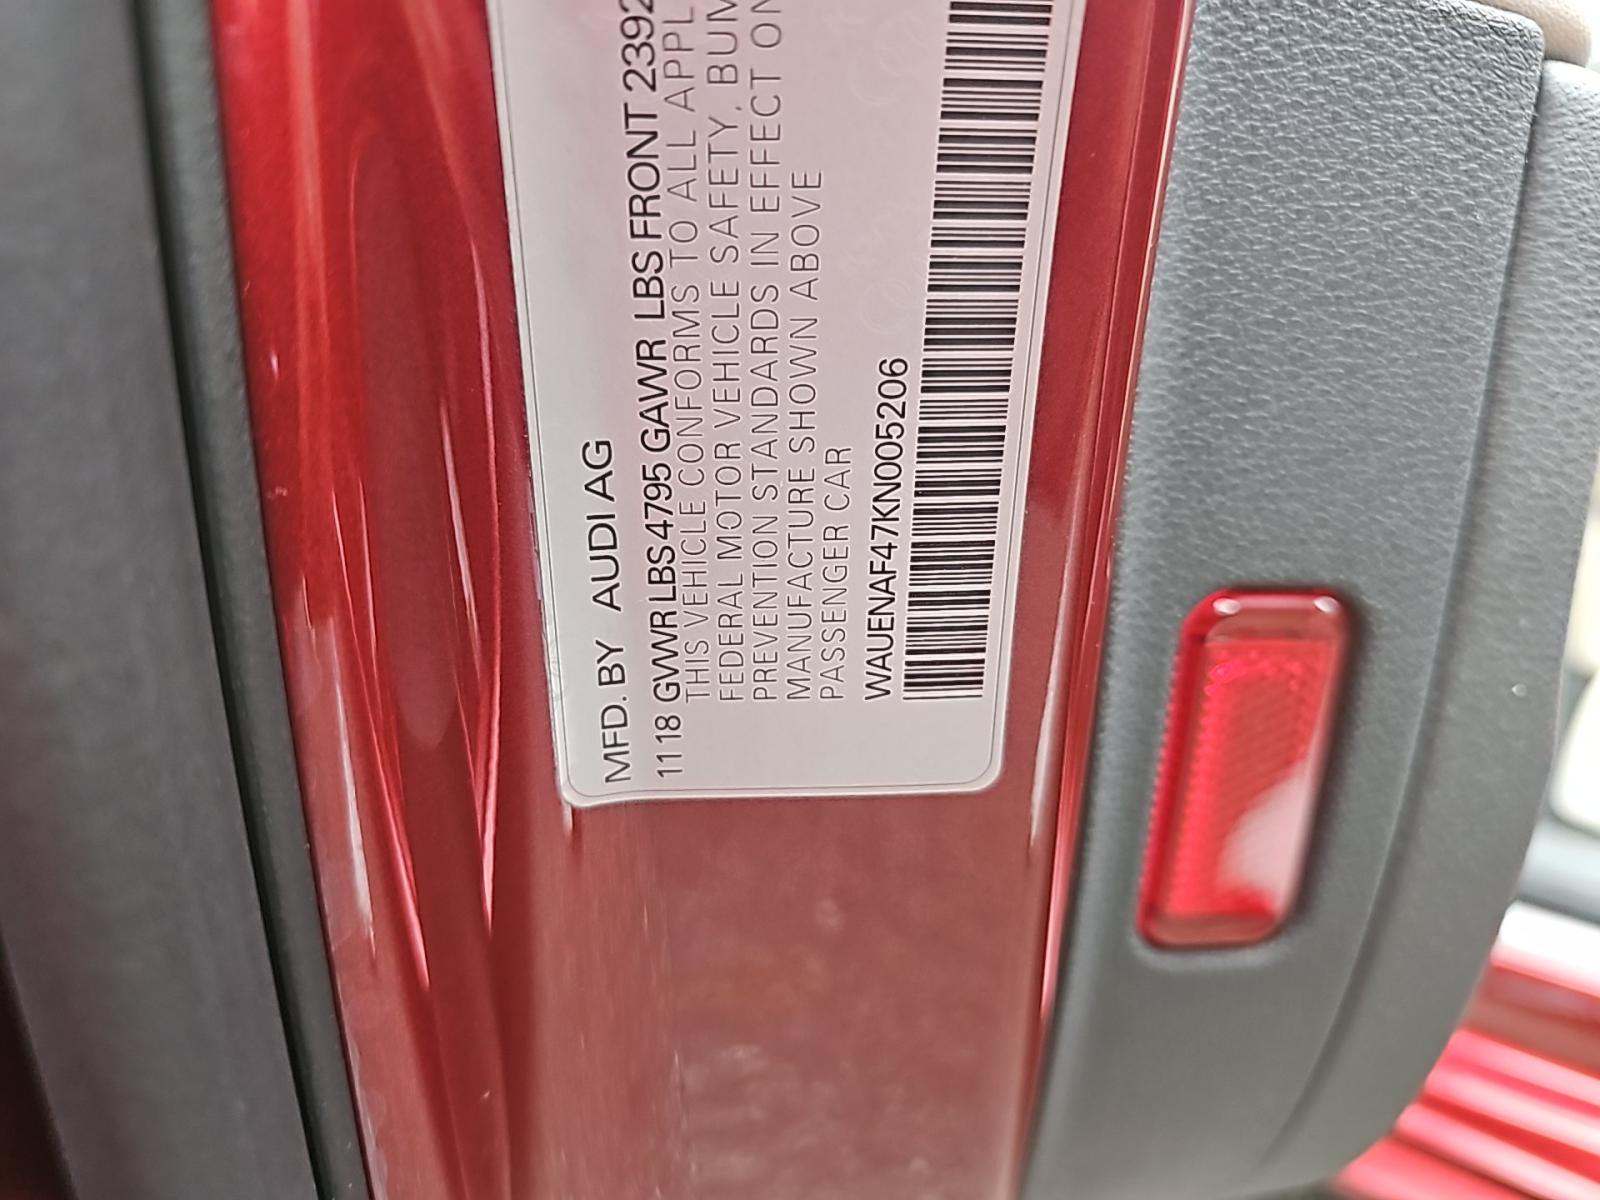 MFD. BY AUDI AG
11 18 GVWR LBS 4795 GAWR LBS FRONT 2392
THIS VEHICLE CONFORMS TO ALL APPL
FEDERAL MOTOR VEHICLE SAFETY, BUM
PREVENTION STANDARDS IN EFFECT ON
MANUFACTURE SHOWN ABOVE
PASSENGER CAR
WAUENAF47KN005206